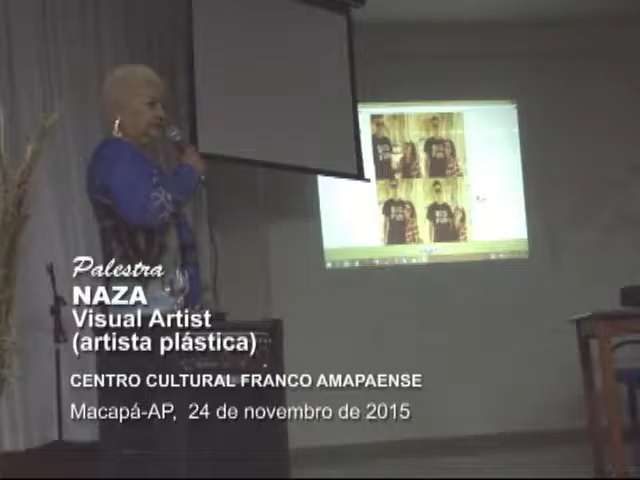 Palestra
NAZA
Visual Artist
(artista plástica)
CENTRO CULTURAL FRANCO AMAPAENSE
Macapá-AP, 24 de novembro de 2015